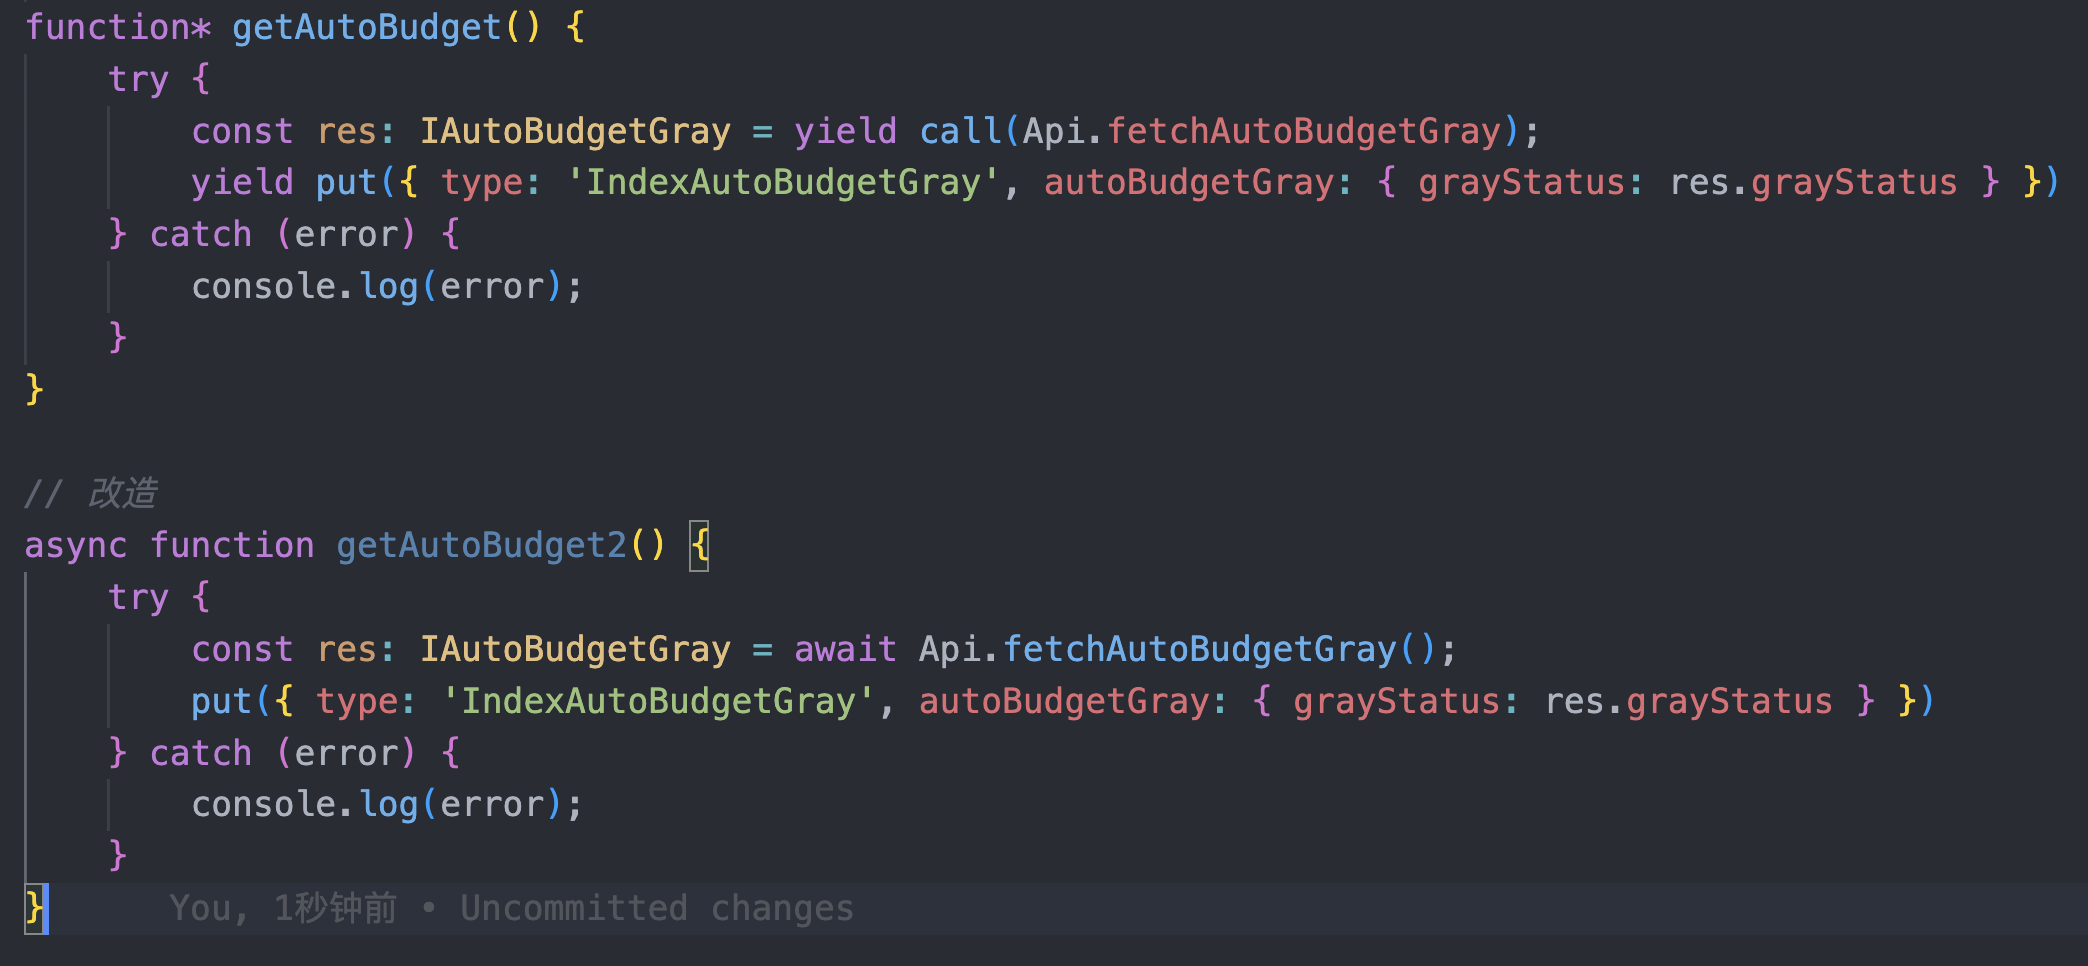 function* getAutoBudget() {
    try {
        const res: IAutoBudgetGray = yield call(Api.fetchAutoBudgetGray);
        yield put({ type: 'IndexAutoBudgetGray', autoBudgetGray: { grayStatus: res.grayStatus } })
    } catch (error) {
        console.log(error);
    }
}
// 改造
async function getAutoBudget2() {
    try {
        const res: IAutoBudgetGray = await Api.fetchAutoBudgetGray();
        put({ type: 'IndexAutoBudgetGray', autoBudgetGray: { grayStatus: res.grayStatus } })
    } catch (error) {
        console.log(error);
    }
}      You, 1秒钟前 • Uncommitted changes